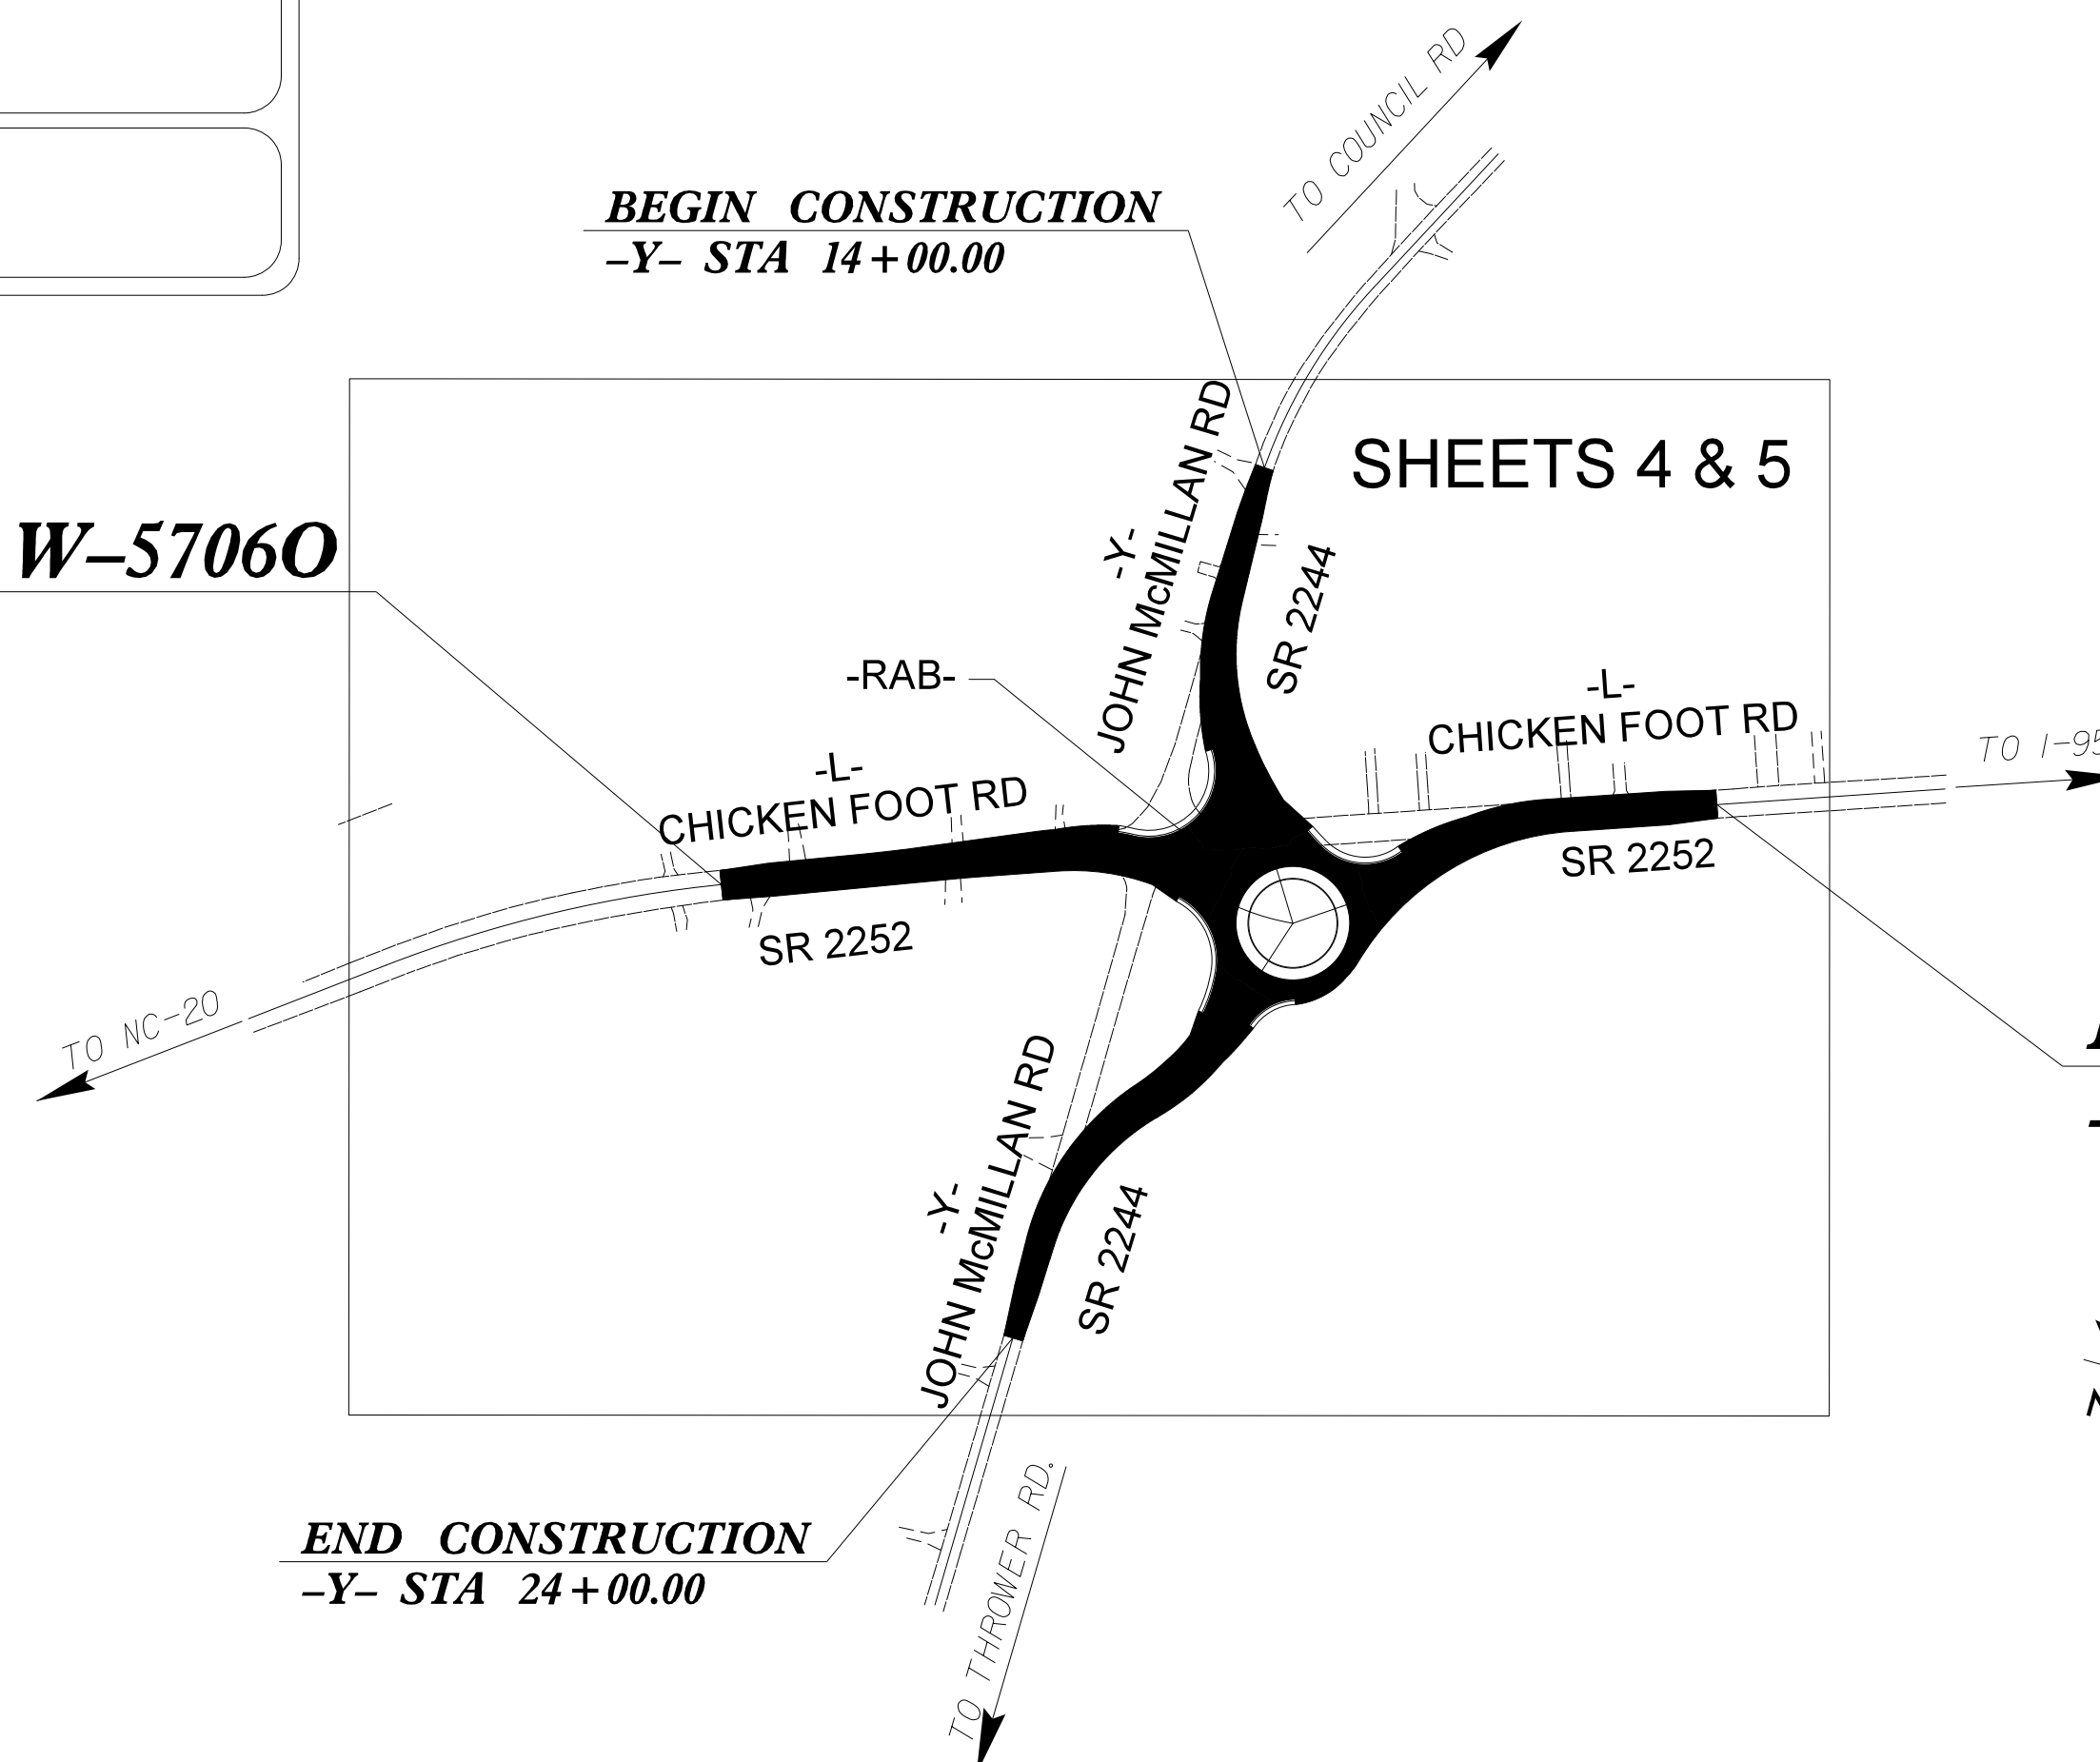 TO COUNCIL RD
BEGIN CONSTRUCTION
–Y– STA 14+00.00
SHEETS 4 & 5
W–5706O
-Y-
JOHN McMILLAN RD
SR 2244
-RAB-
-L-
CHICKEN FOOT RD
TO I-95
-L-
CHICKEN FOOT RD
SR 2252
SR 2252
TO NC-20
-Y-
JOHN McMILLAN RD
SR 2244
END CONSTRUCTION
–Y– STA 24+00.00
TO THROWER RD.